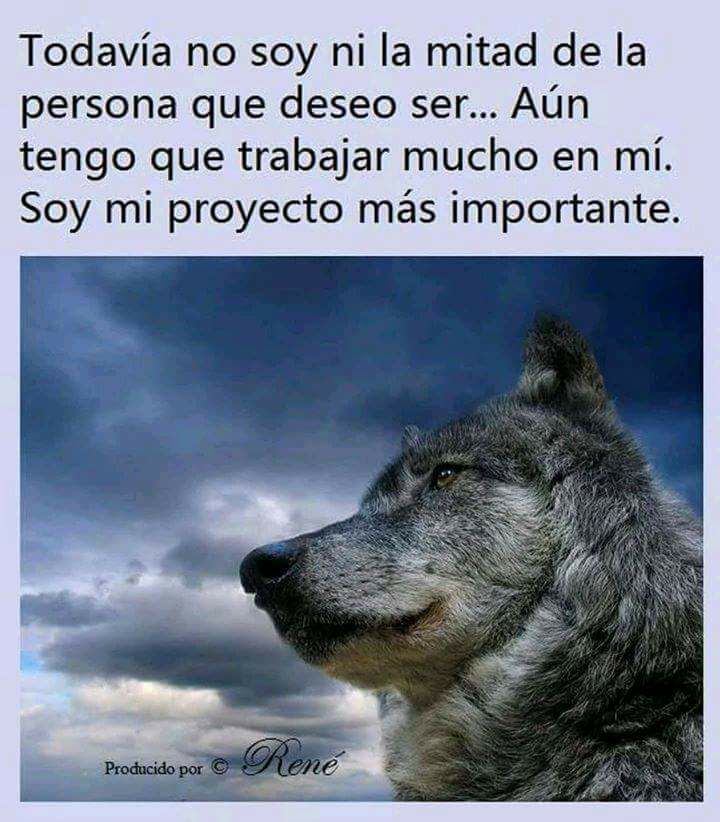 Todavía no soy ni la mitad de la
persona que deseo ser... Aún
tengo que trabajar mucho en mí.
Soy mi proyecto más importante.
Producido por © René